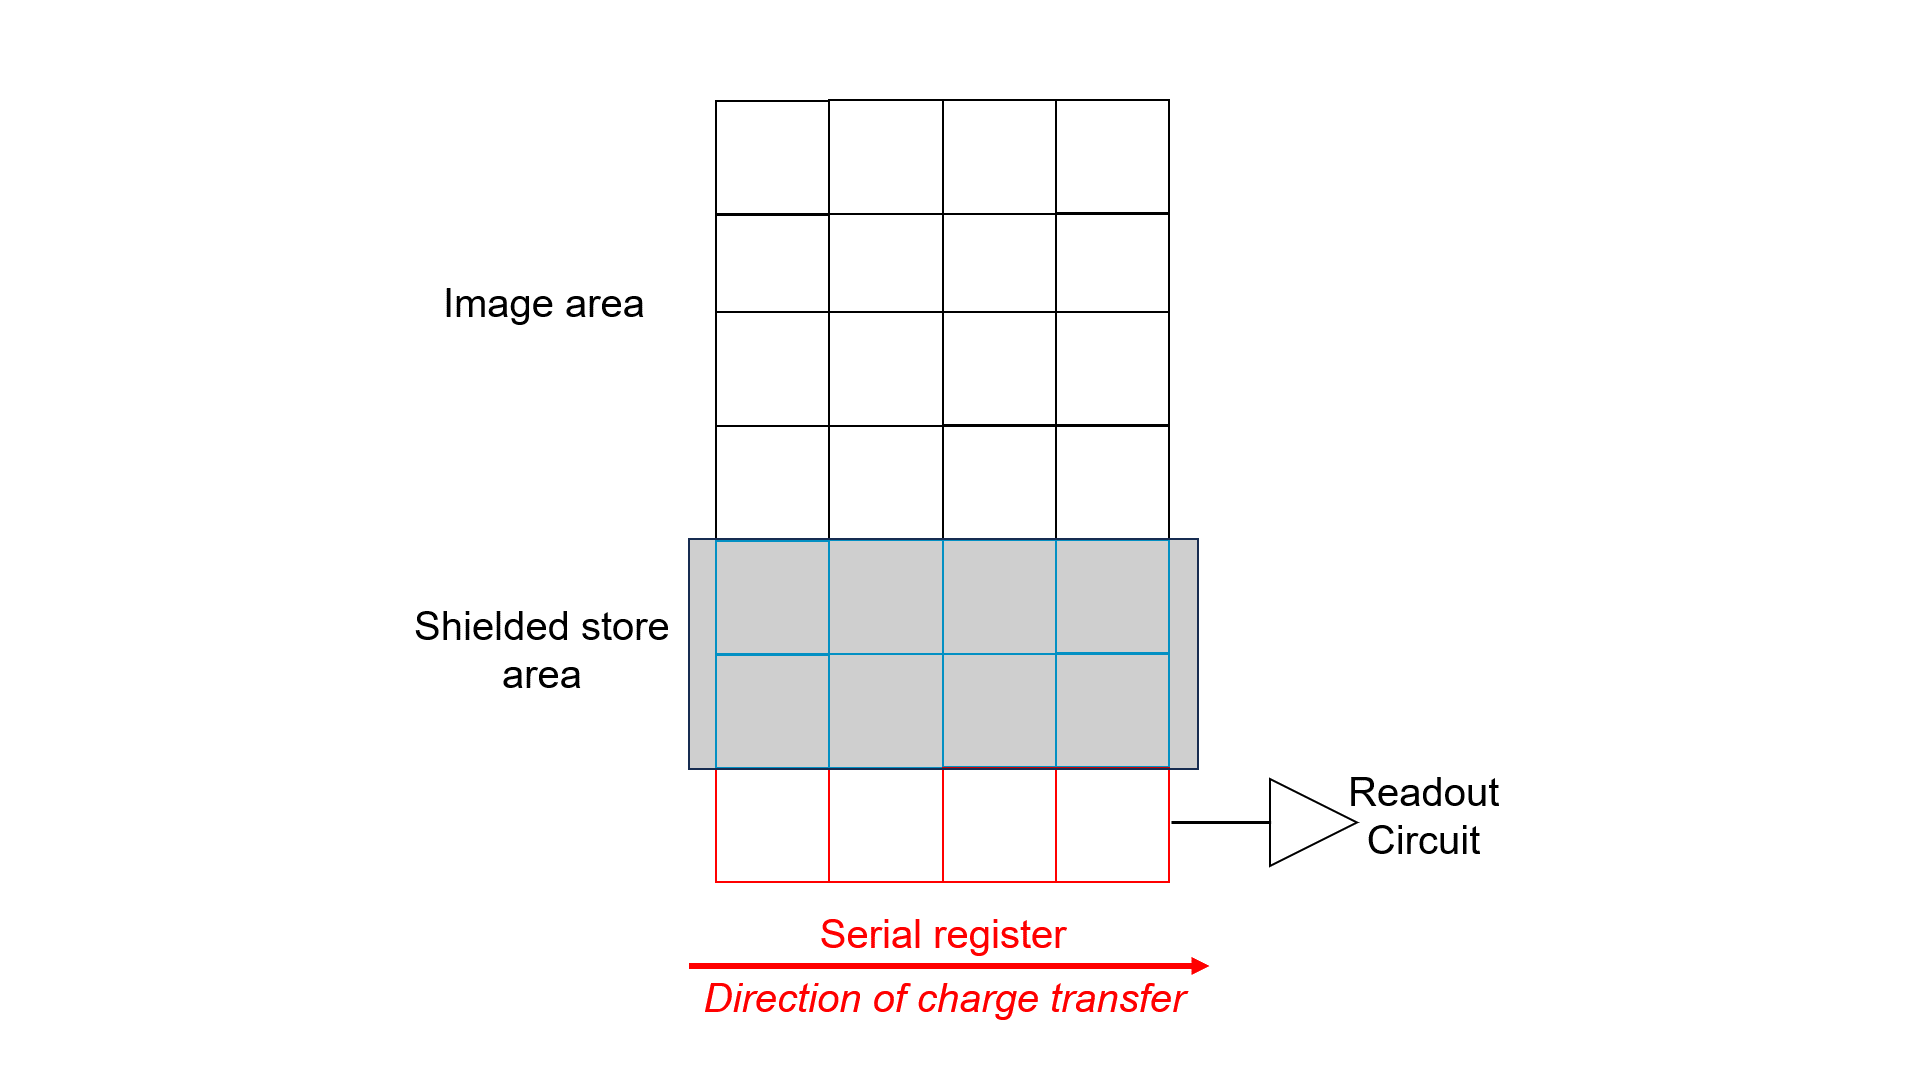 Image area
Shielded store
area
Readout
Circuit
Serial register
Direction of charge transfer